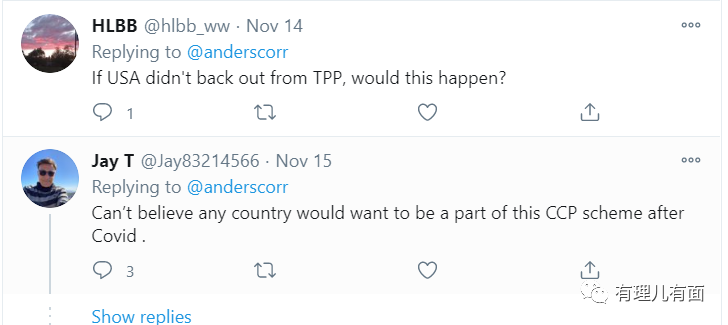 HLBB @hlbb_ww · Nov 14
Replying to @anderscorr
If USA didn't back out from TPP, would this happen?
1
Jay T @Jay83214566 · Nov 15
Replying to @anderscorr
Can't believe any country would want to be a part of this CCP scheme after
Covid .
3
有理儿有面
Show replies